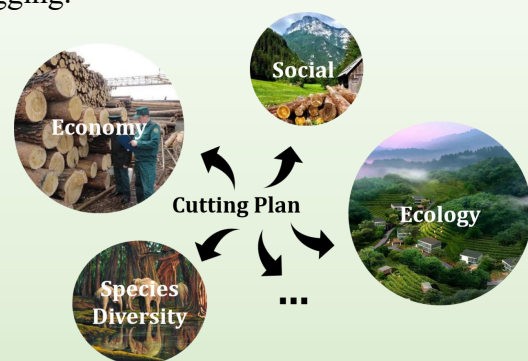 Social
Economy
Cutting Plan
Ecology
Species
Diversity
...